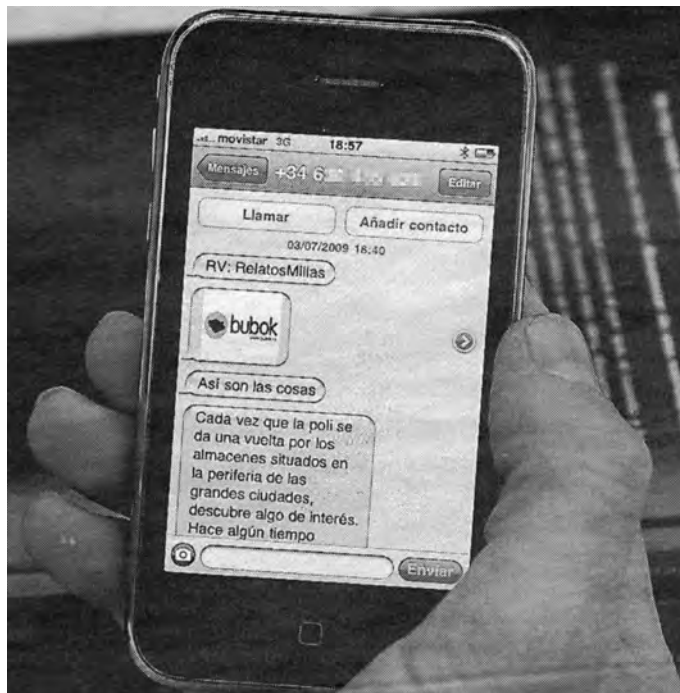 movistar 3G 18:57
Mensajes +34 6 Editar
Llamar Añadir contacto
03/07/2009 18:40
RV: RelatosMillas
bubok
Así son las cosas
Cada vez que la poli se
da una vuelta por los
almacenes situados en
la periferia de las
grandes ciudades,
descubre algo de interés.
Hace algún tiempo
Enviar